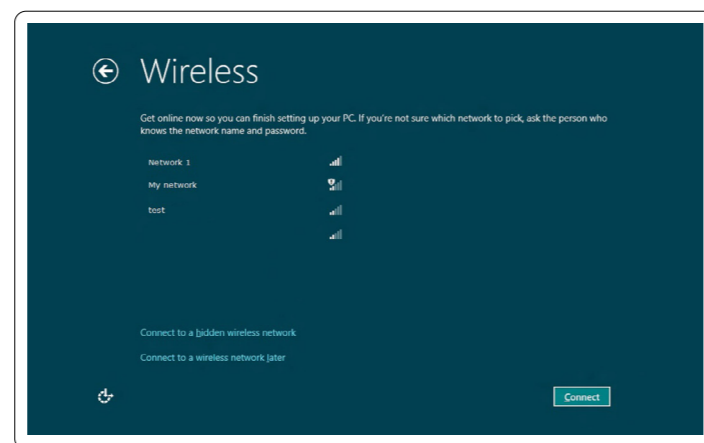 Wireless
Get online now so you can finish setting up your PC. If you're not sure which network to pick, ask the person who
knows the network name and password.
Network 1
My network
test
Connect to a hidden wireless network
Connect to a wireless network later
Connect